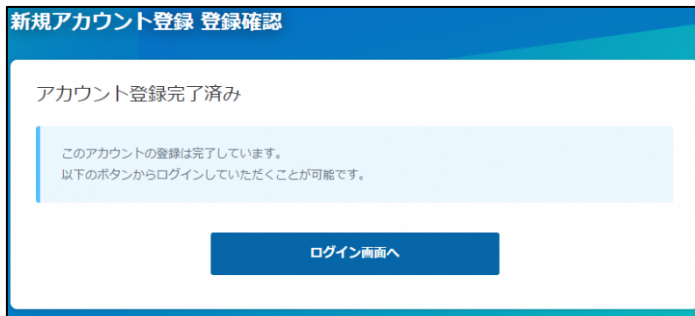 新規アカウント登録 登録確認
アカウント登録完了済み
このアカウントの登録は完了しています。
以下のボタンからログインしていただくことが可能です。
ログイン画面へ